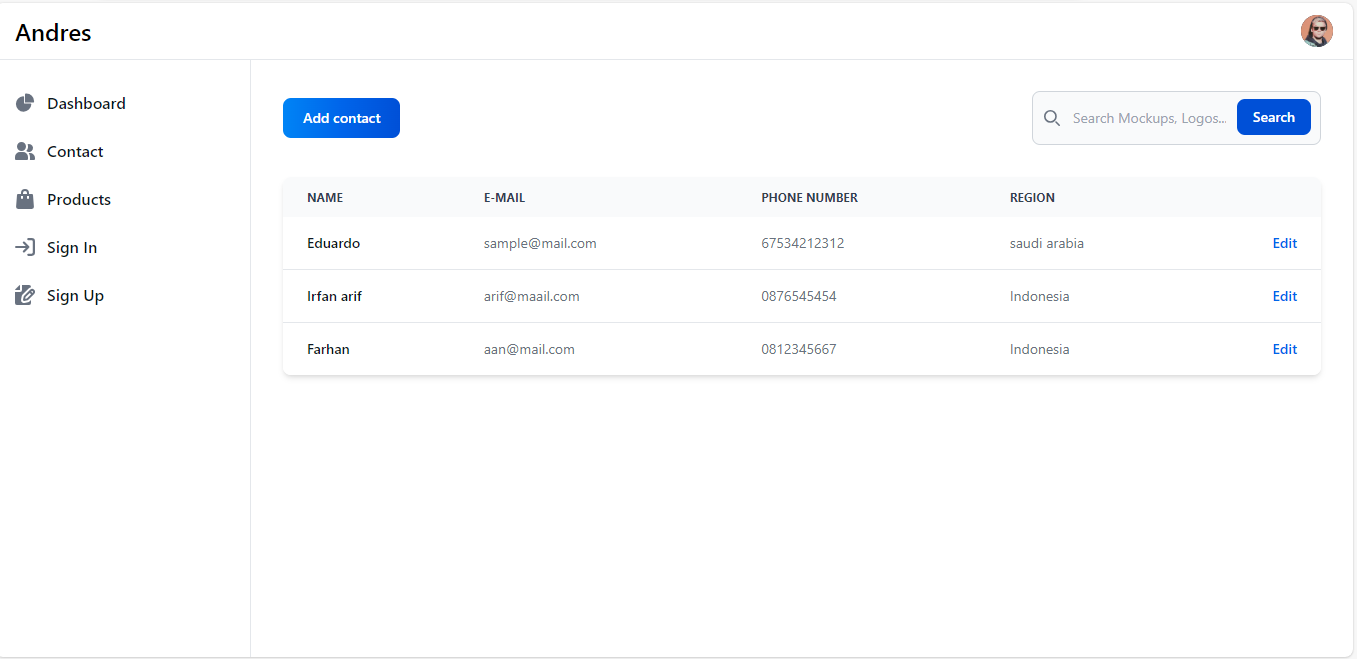 Andres
Dashboard
Contact
Products
Sign In
Sign Up
Add contact
Search Mockups, Logos... Search
NAME E-MAIL PHONE NUMBER REGION
Eduardo sample@mail.com 67534212312 saudi arabia Edit
Irfan arif arif@maail.com 0876545454 Indonesia Edit
Farhan aan@mail.com 0812345667 Indonesia Edit